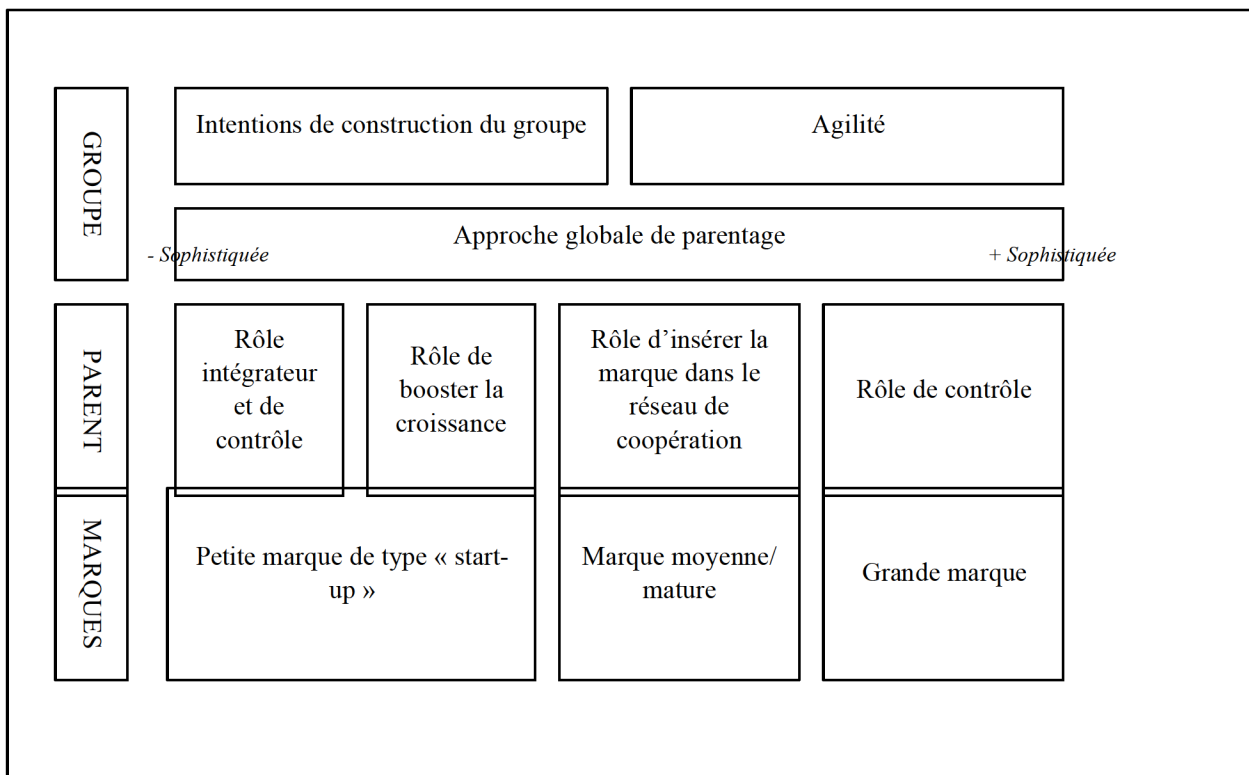 GROUPE
Intentions de construction du groupe
Agilité
Approche globale de parentage
- Sophistiquée
+ Sophistiquée
PARENT
Rôle
intégrateur
et de
contrôle
Rôle de
booster la
croissance
Rôle d’insérer la
marque dans le
réseau de
coopération
Rôle de contrôle
MARQUES
Petite marque de type « start-
up »
Marque moyenne/
mature
Grande marque